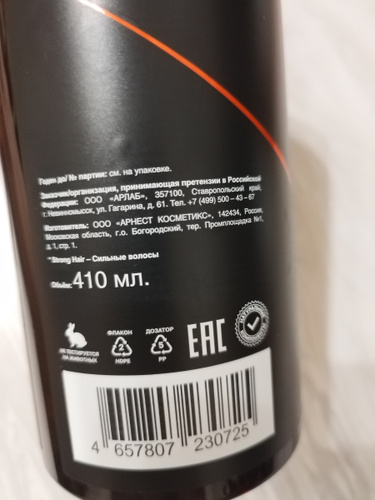 Годен до/ № партии: см. на упаковке.
Заказчик/организация, принимающая претензии в Российской
Федерации: ООО «АРЛАБ», 357100, Ставропольский край,
г. Невинномысск, ул. Гагарина, д. 61. Тел. +7 (499) 500 – 43 – 67
Изготовитель: ООО «АРНЕСТ КОСМЕТИКС», 142434, Россия,
Московская область, г.о. Богородский, тер. Промплощадка №1,
д. 1, стр. 1.
*Strong Hair – Сильные волосы
Объём: 410 мл.
НЕ ТЕСТИРУЕТСЯ
НА ЖИВОТНЫХ
ФЛАКОН
2
HDPE
ДОЗАТОР
5
PP
EAC
4 657807 230725